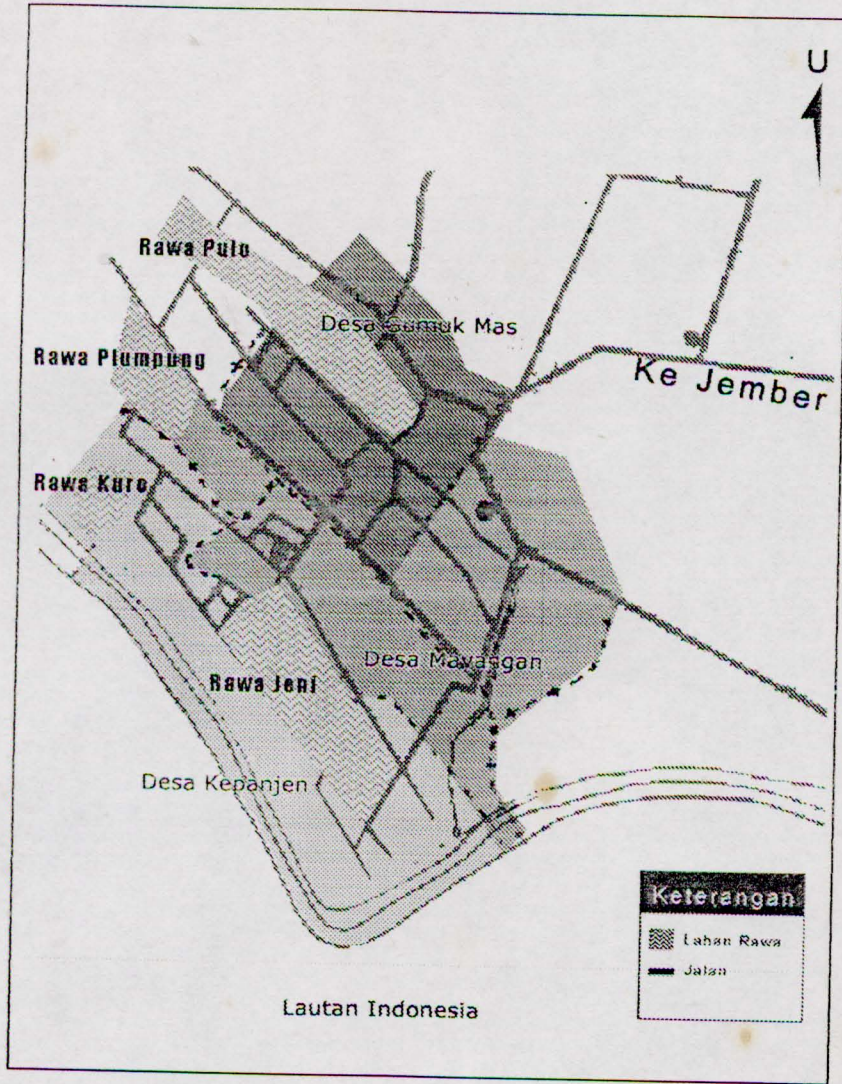 U
Rawa Pulo
Desa Gumuk Mas
Rawa Plumpung
Ke Jember
Rawa Kuro
Desa Mayangan
Rawa Jeni
Desa Kepanjen
Keterangan
Lahan Rawa
Jalan
Lautan Indonesia